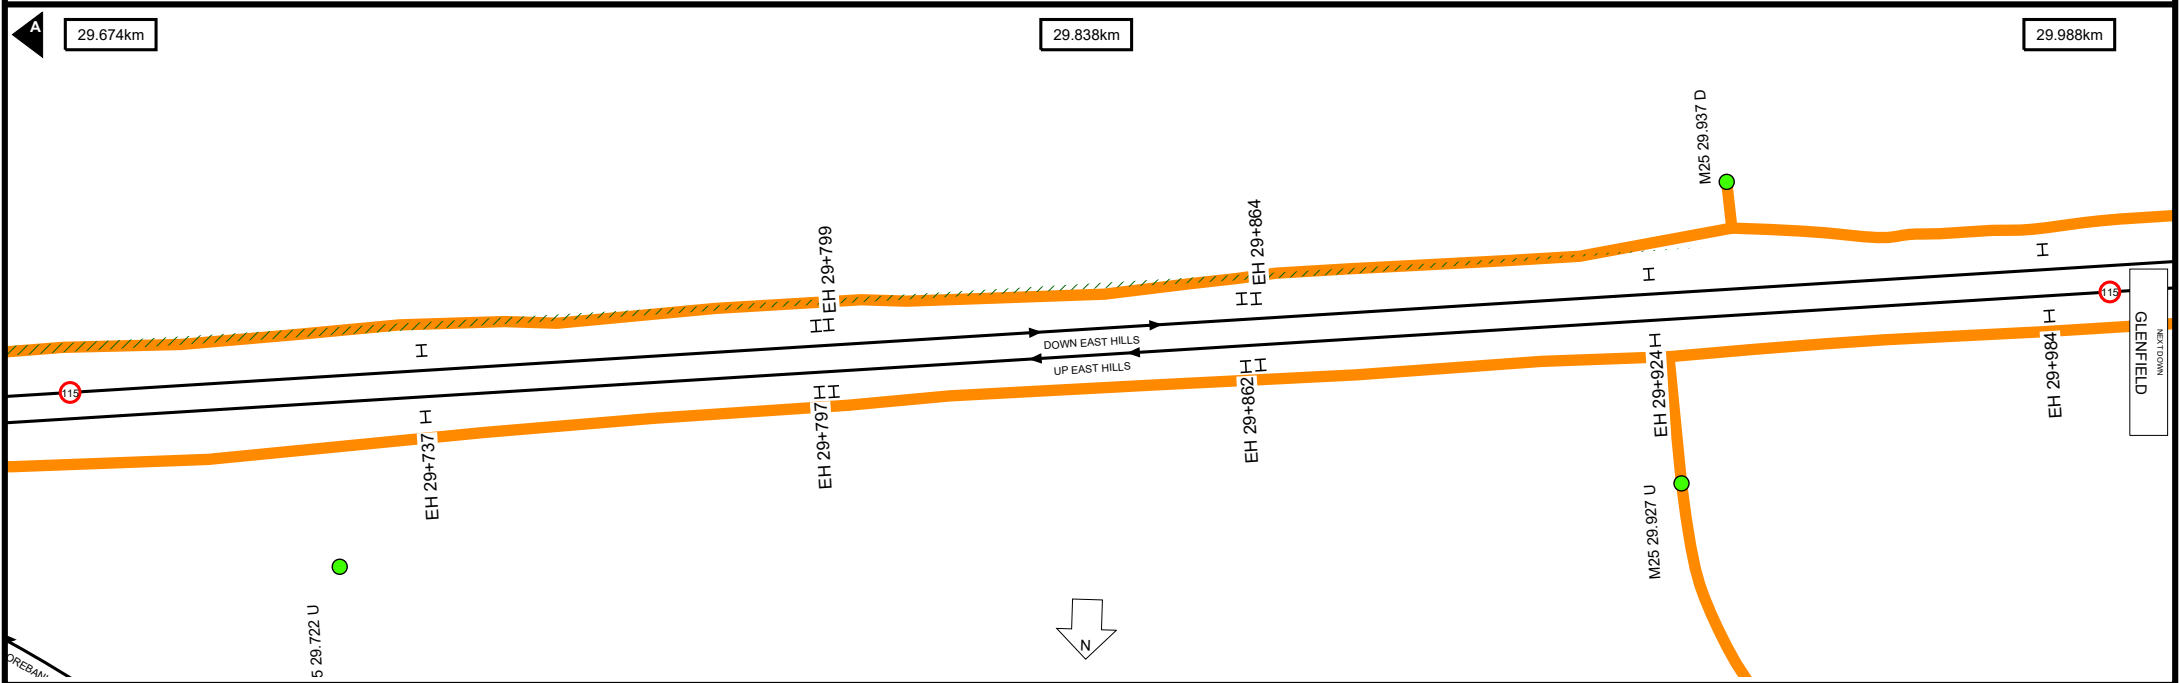 A
29.674km
29.838km
29.988km
M25 29.937 D
EH 29+799
EH 29+864
115
DOWN EAST HILLS
UP EAST HILLS
115
GLENFIELD
NEXT DOWN
EH 29+737
EH 29+797
EH 29+862
EH 29+924
EH 29+984
M25 29.927 U
5 29.722 U
N
OREBAN